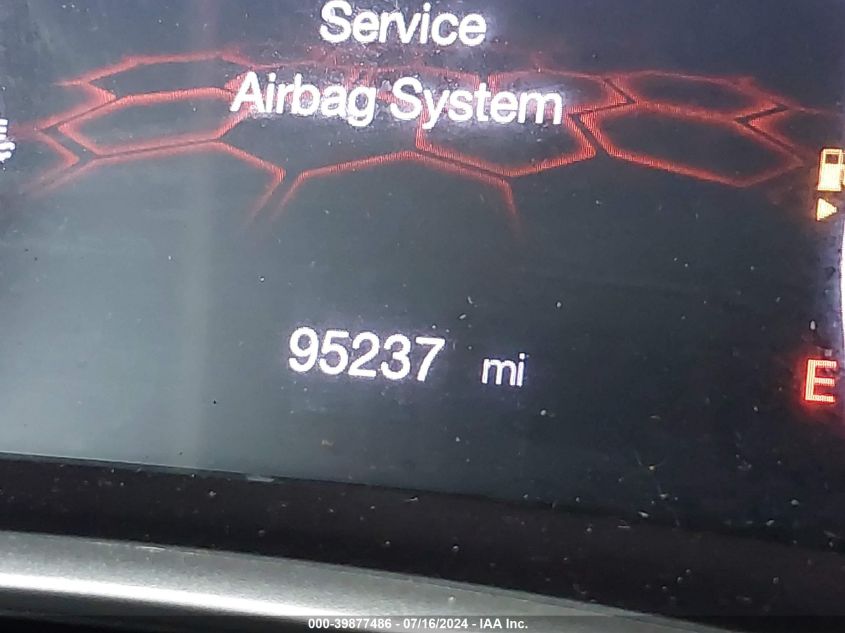 Service
Airbag System
95237 mi
E
000-39877486 - 07/16/2024 - IAA Inc.